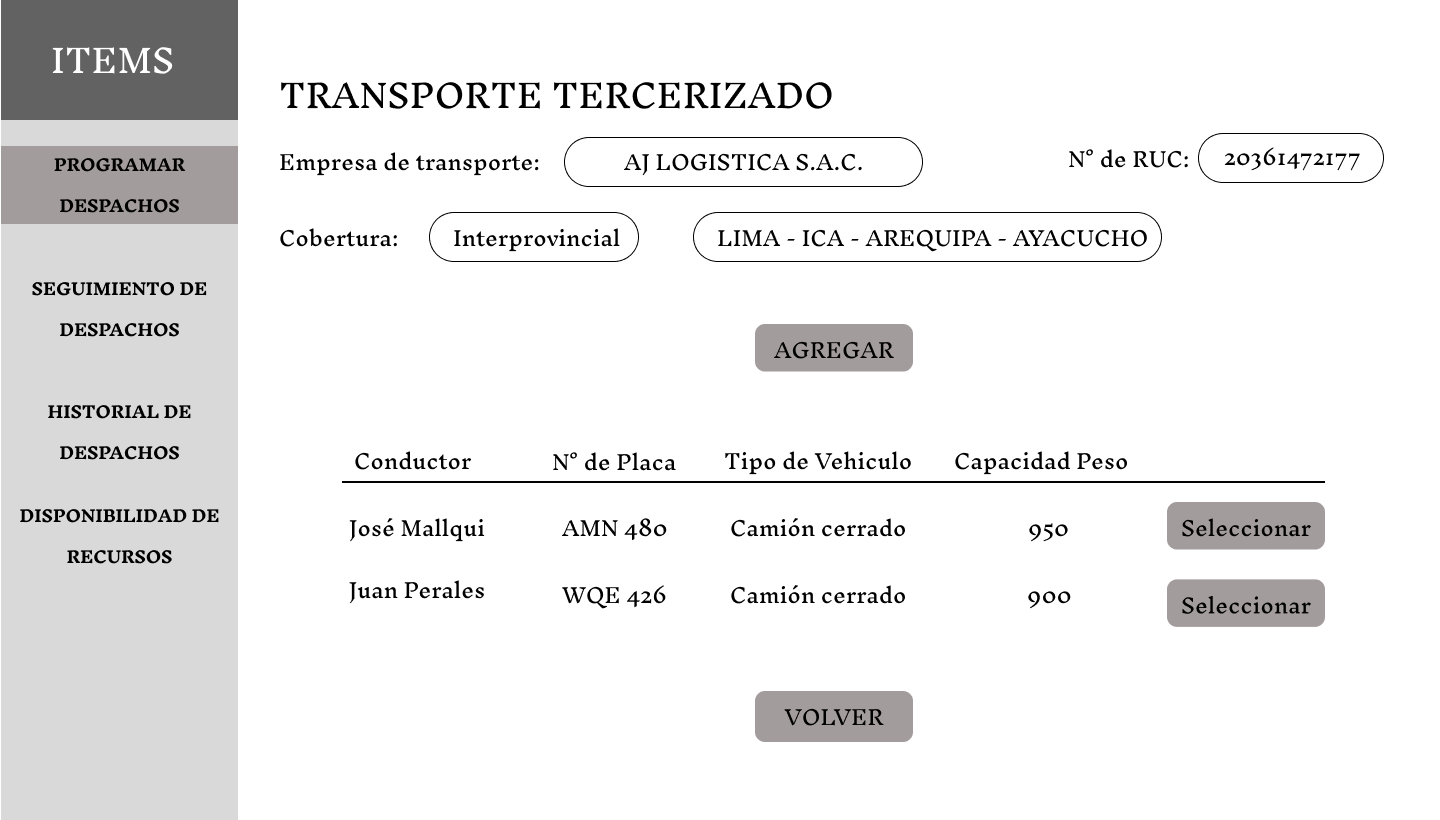 ITEMS
PROGRAMAR
DESPACHOS
SEGUIMIENTO DE
DESPACHOS
HISTORIAL DE
DESPACHOS
DISPONIBILIDAD DE
RECURSOS
TRANSPORTE TERCERIZADO
Empresa de transporte: AJ LOGISTICA S.A.C. N° de RUC: 20361472177
Cobertura: Interprovincial LIMA - ICA - AREQUIPA - AYACUCHO
AGREGAR
Conductor N° de Placa Tipo de Vehiculo Capacidad Peso
José Mallqui AMN 480 Camión cerrado 950 Seleccionar
Juan Perales WQE 426 Camión cerrado 900 Seleccionar
VOLVER